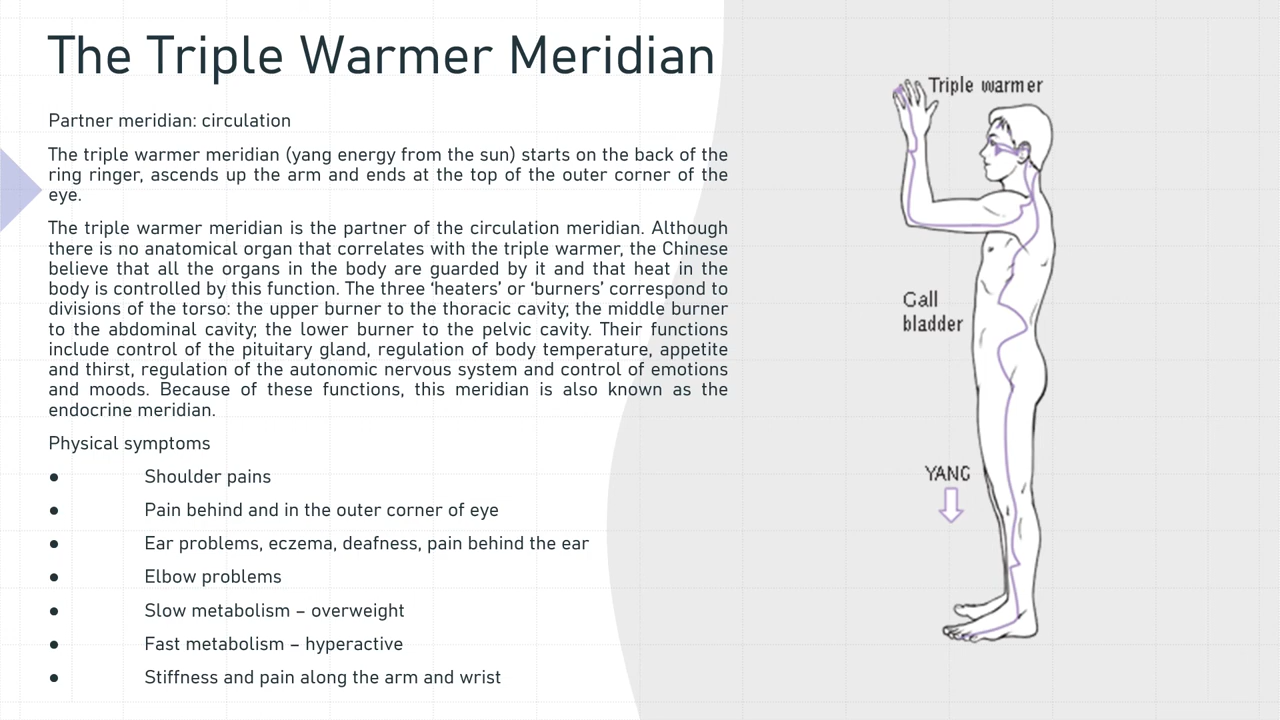 The Triple Warmer Meridian
Partner meridian: circulation
The triple warmer meridian (yang energy from the sun) starts on the back of the
ring ringer, ascends up the arm and ends at the top of the outer corner of the
eye.
The triple warmer meridian is the partner of the circulation meridian. Although
there is no anatomical organ that correlates with the triple warmer, the Chinese
believe that all the organs in the body are guarded by it and that heat in the
body is controlled by this function. The three ‘heaters’ or ‘burners’ correspond to
divisions of the torso: the upper burner to the thoracic cavity; the middle burner
to the abdominal cavity; the lower burner to the pelvic cavity. Their functions
include control of the pituitary gland, regulation of body temperature, appetite
and thirst, regulation of the autonomic nervous system and control of emotions
and moods. Because of these functions, this meridian is also known as the
endocrine meridian.
Physical symptoms
● Shoulder pains
● Pain behind and in the outer corner of eye
● Ear problems, eczema, deafness, pain behind the ear
● Elbow problems
● Slow metabolism – overweight
● Fast metabolism – hyperactive
● Stiffness and pain along the arm and wrist
Triple warmer
Gall
bladder
YANG